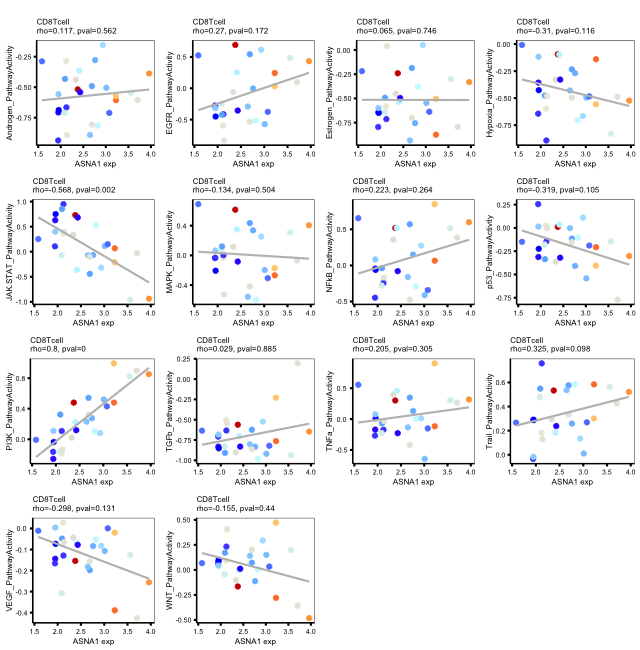 CD8Tcell
rho=0.117, pval=0.562
Androgen_PathwayActivity
-0.25
-0.50
-0.75
1.5 2.0 2.5 3.0 3.5 4.0
ASNA1 exp
CD8Tcell
rho=0.27, pval=0.172
EGFR_PathwayActivity
0.5
0.0
-0.5
1.5 2.0 2.5 3.0 3.5 4.0
ASNA1 exp
CD8Tcell
rho=0.065, pval=0.746
Estrogen_PathwayActivity
0.00
-0.25
-0.50
-0.75
1.5 2.0 2.5 3.0 3.5 4.0
ASNA1 exp
CD8Tcell
rho=-0.31, pval=0.116
Hypoxia_PathwayActivity
0.00
-0.25
-0.50
-0.75
1.5 2.0 2.5 3.0 3.5 4.0
ASNA1 exp
CD8Tcell
rho=-0.568, pval=0.002
JAK.STAT_PathwayActivity
1.0
0.5
0.0
-0.5
-1.0
1.5 2.0 2.5 3.0 3.5 4.0
ASNA1 exp
CD8Tcell
rho=-0.134, pval=0.504
MAPK_PathwayActivity
0.5
0.0
-0.5
1.5 2.0 2.5 3.0 3.5 4.0
ASNA1 exp
CD8Tcell
rho=0.223, pval=0.264
NFkB_PathwayActivity
0.5
0.0
-0.5
1.5 2.0 2.5 3.0 3.5 4.0
ASNA1 exp
CD8Tcell
rho=-0.319, pval=0.105
p53_PathwayActivity
0.25
0.00
-0.25
-0.50
-0.75
1.5 2.0 2.5 3.0 3.5 4.0
ASNA1 exp
CD8Tcell
rho=0.8, pval=0
PI3K_PathwayActivity
0.8
0.4
0.0
1.5 2.0 2.5 3.0 3.5 4.0
ASNA1 exp
CD8Tcell
rho=0.029, pval=0.885
TGFb_PathwayActivity
0.25
0.00
-0.25
-0.50
-0.75
-1.00
1.5 2.0 2.5 3.0 3.5 4.0
ASNA1 exp
CD8Tcell
rho=0.205, pval=0.305
TNFa_PathwayActivity
0.5
0.0
-0.5
1.5 2.0 2.5 3.0 3.5 4.0
ASNA1 exp
CD8Tcell
rho=0.325, pval=0.098
Trail_PathwayActivity
0.6
0.4
0.2
0.0
1.5 2.0 2.5 3.0 3.5 4.0
ASNA1 exp
CD8Tcell
rho=-0.298, pval=0.131
VEGF_PathwayActivity
-0.0
-0.1
-0.2
-0.3
-0.4
1.5 2.0 2.5 3.0 3.5 4.0
ASNA1 exp
CD8Tcell
rho=-0.155, pval=0.44
WNT_PathwayActivity
0.50
0.25
0.00
-0.25
-0.50
1.5 2.0 2.5 3.0 3.5 4.0
ASNA1 exp